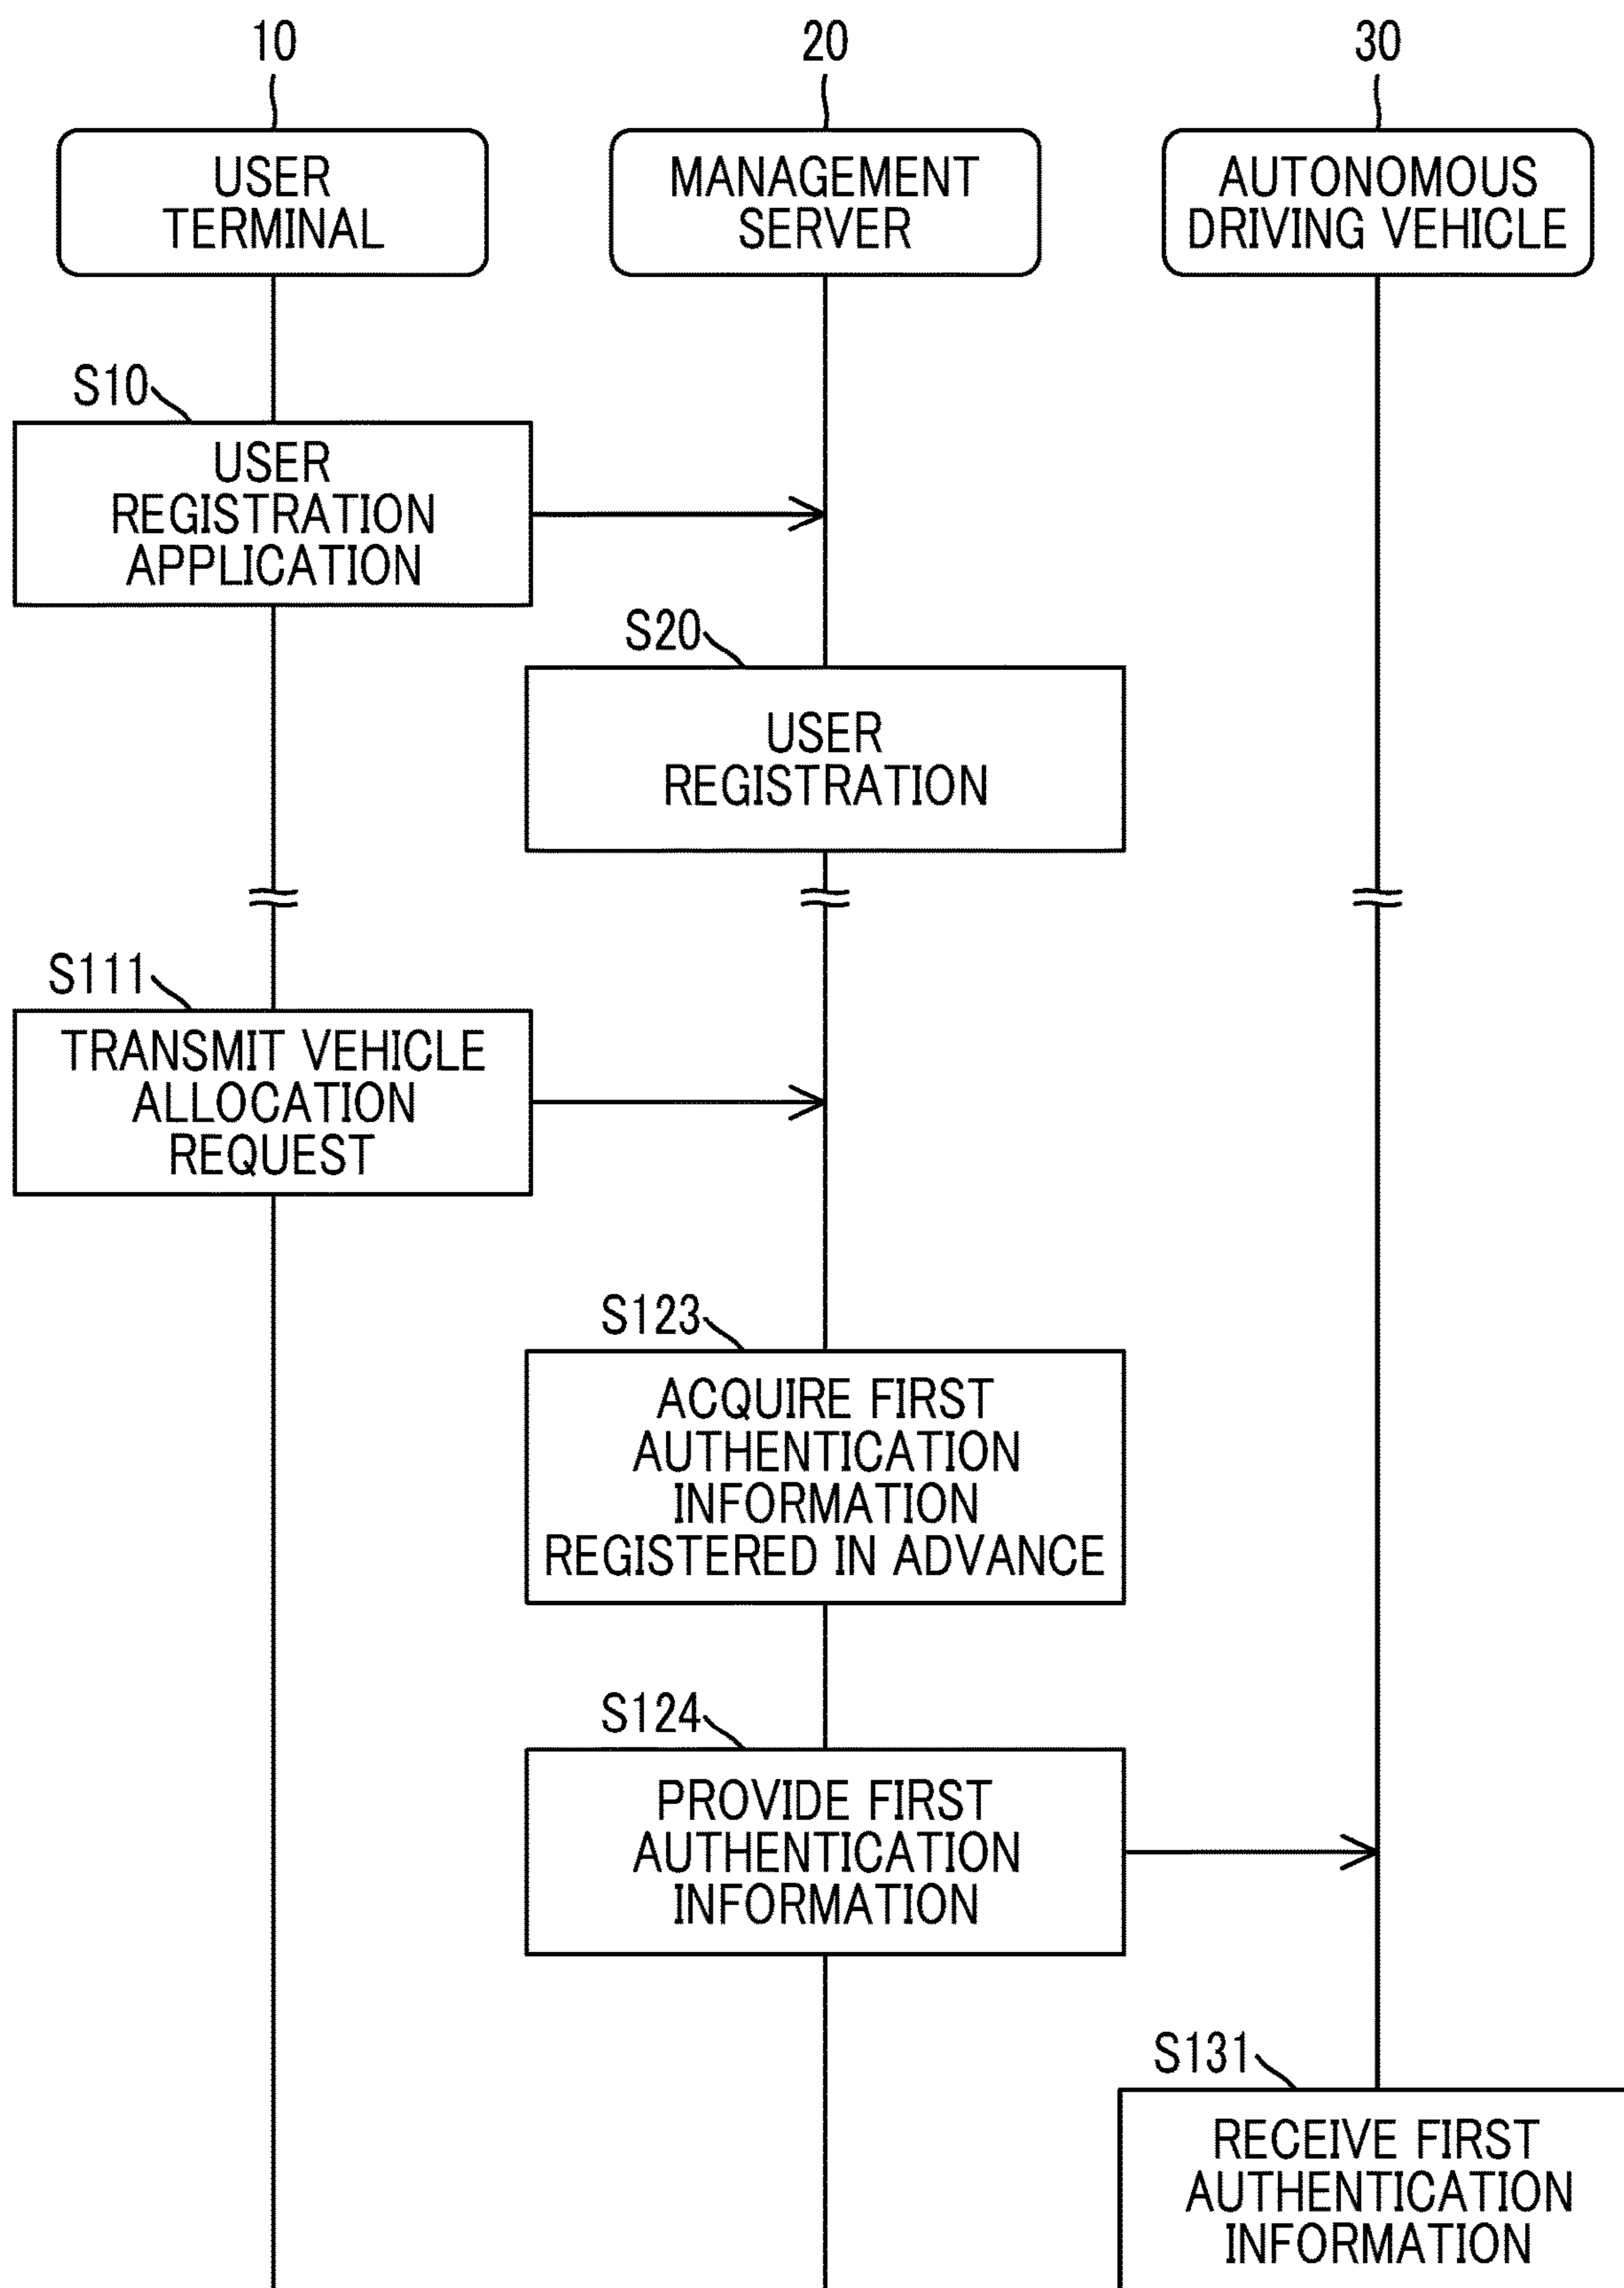 10
20
30
USER
TERMINAL
MANAGEMENT
SERVER
AUTONOMOUS
DRIVING VEHICLE
S10
USER
REGISTRATION
APPLICATION
S20
USER
REGISTRATION
S111
TRANSMIT VEHICLE
ALLOCATION
REQUEST
S123
ACQUIRE FIRST
AUTHENTICATION
INFORMATION
REGISTERED IN ADVANCE
S124
PROVIDE FIRST
AUTHENTICATION
INFORMATION
S131
RECEIVE FIRST
AUTHENTICATION
INFORMATION